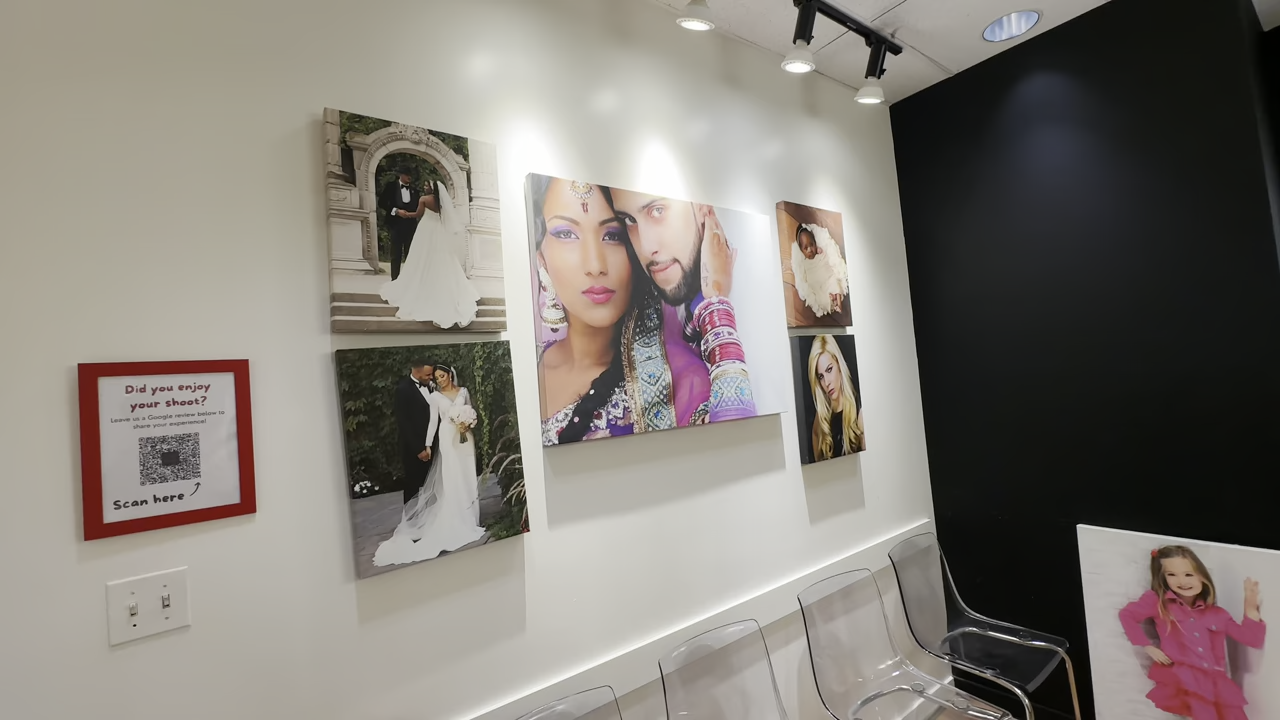 Did you enjoy
your shoot?
Leave us a Google review below to
share your experience!
Scan here